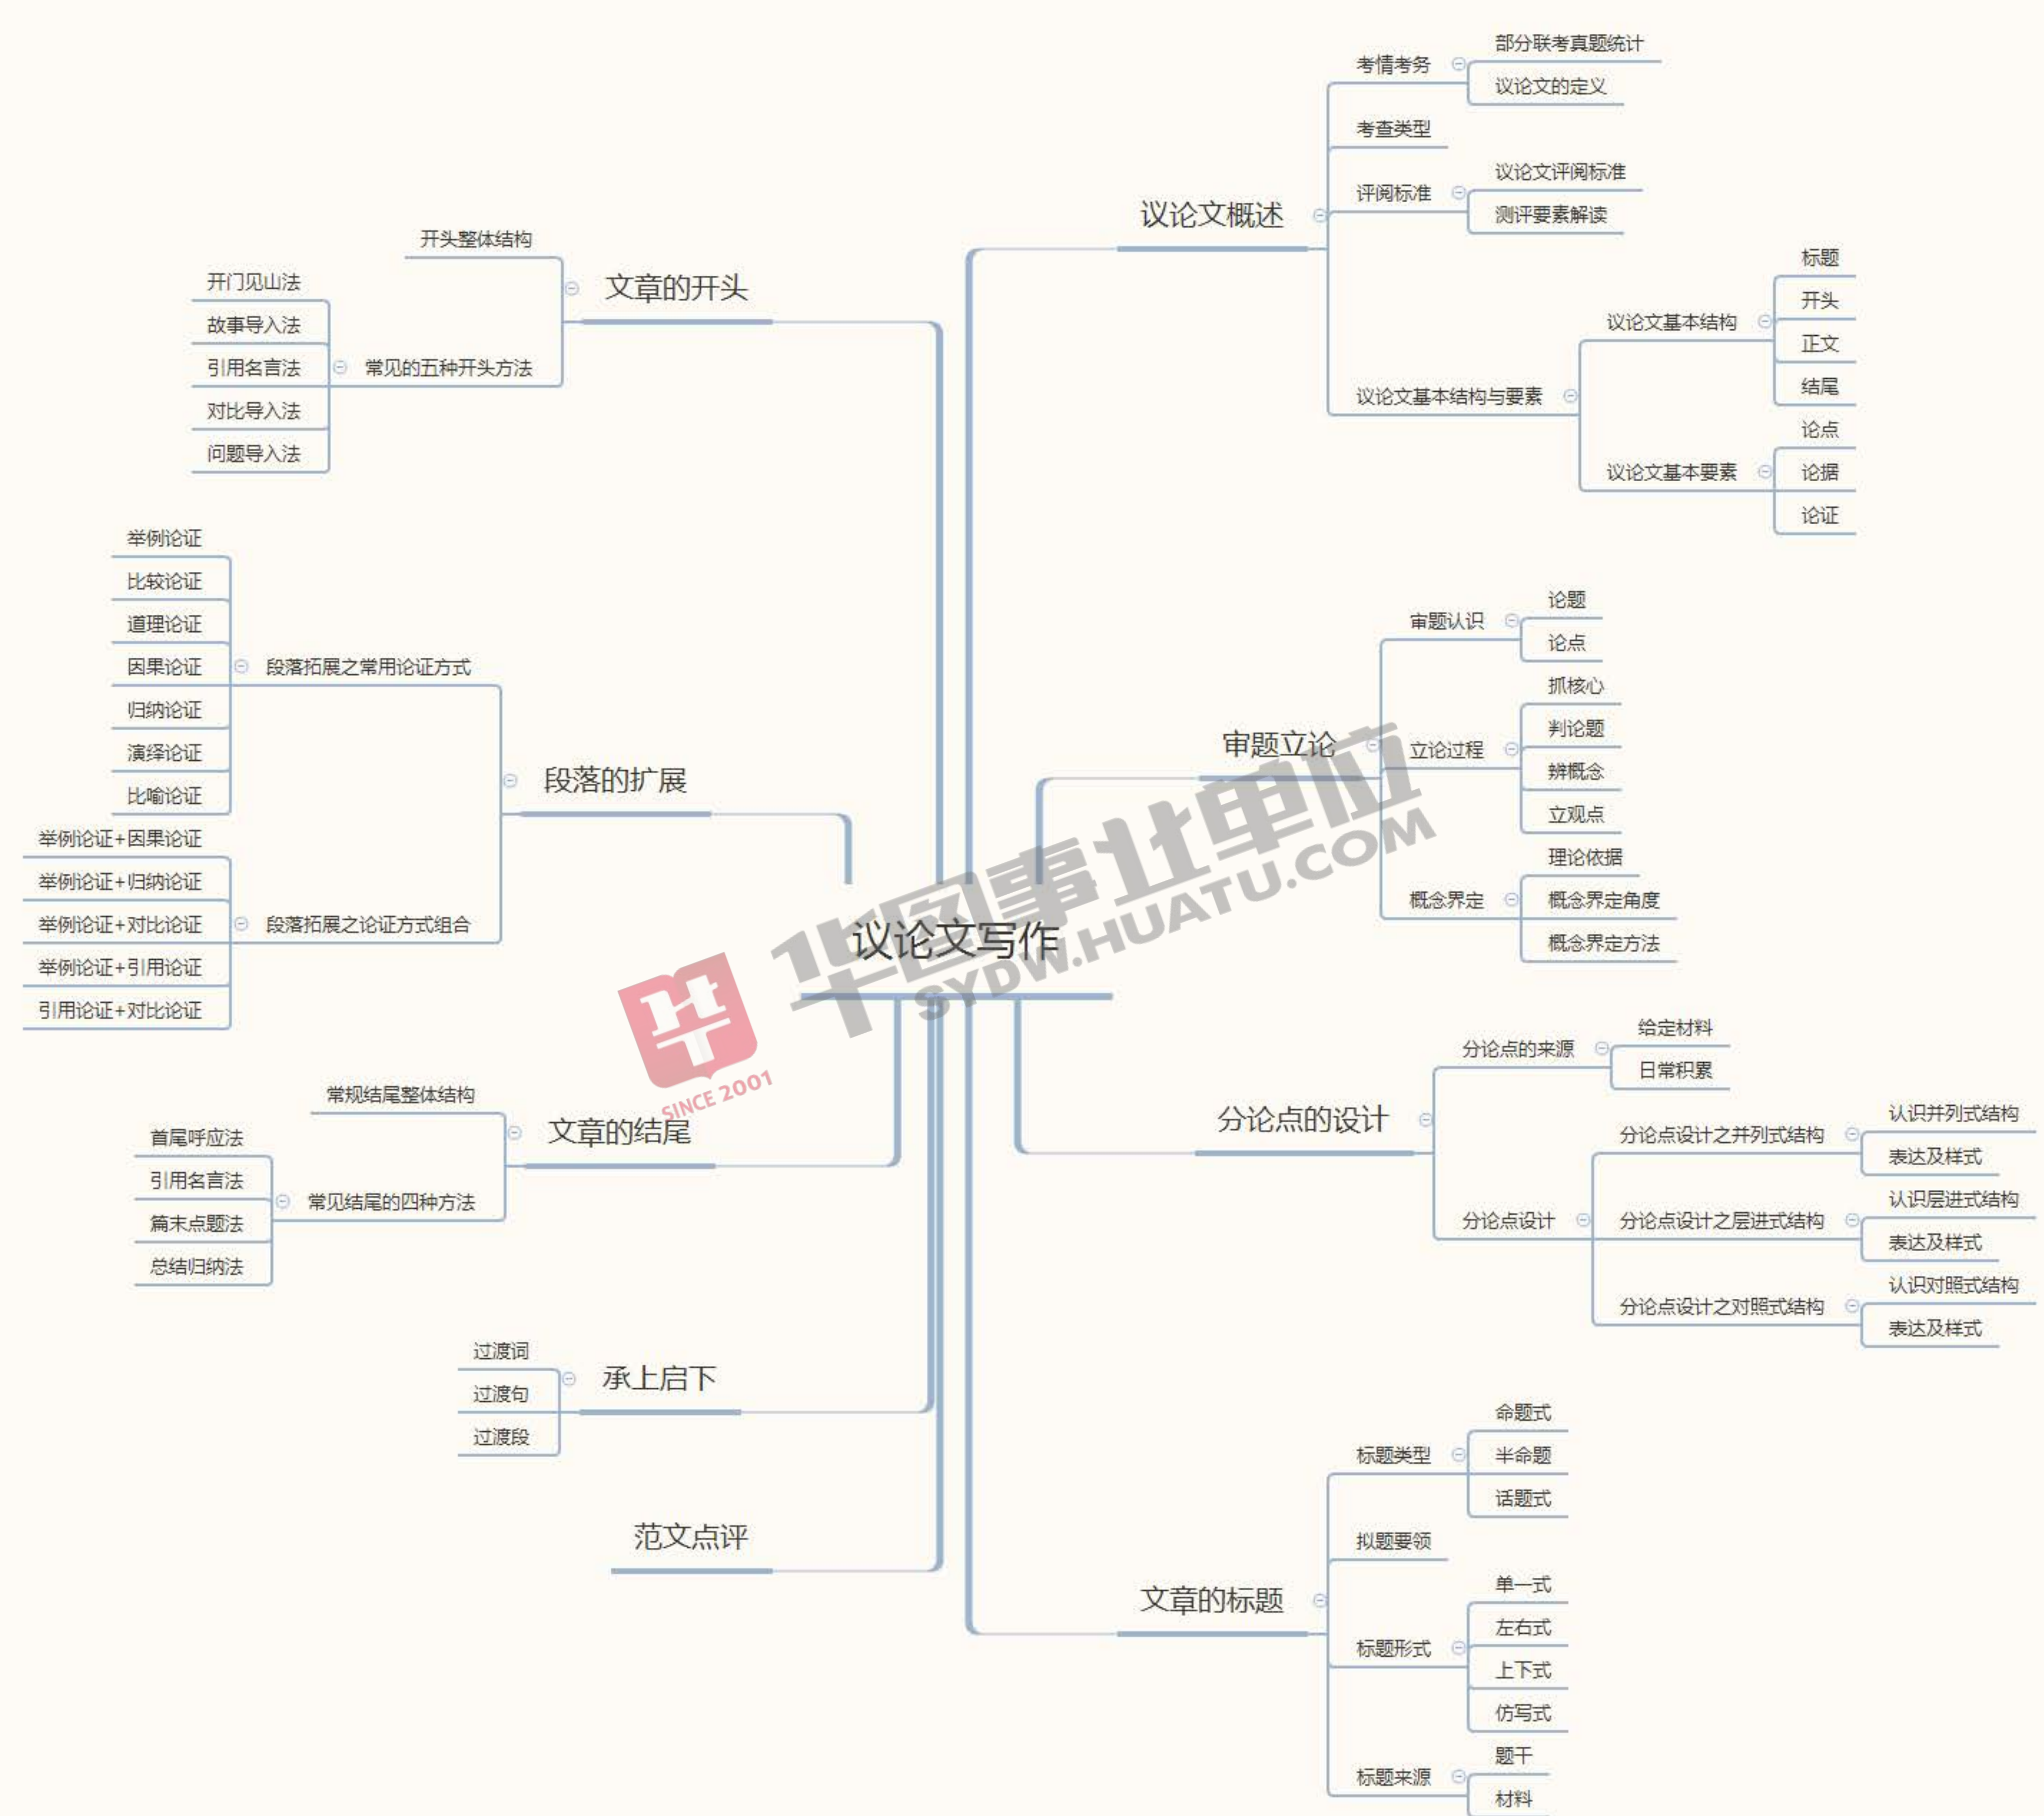 议论文写作
议论文概述
考情考务
部分联考真题统计
议论文的定义
考查类型
评阅标准
议论文评阅标准
测评要素解读
议论文基本结构与要素
议论文基本结构
标题
开头
正文
结尾
议论文基本要素
论点
论据
论证
审题立论
审题认识
论题
论点
立论过程
抓核心
判论题
辨概念
立观点
概念界定
理论依据
概念界定角度
概念界定方法
分论点的设计
分论点的来源
给定材料
日常积累
分论点设计
分论点设计之并列式结构
认识并列式结构
表达及样式
分论点设计之层进式结构
认识层进式结构
表达及样式
分论点设计之对照式结构
认识对照式结构
表达及样式
文章的标题
标题类型
命题式
半命题
话题式
拟题要领
标题形式
单一式
左右式
上下式
仿写式
标题来源
题干
材料
文章的开头
开头整体结构
常见的五种开头方法
开门见山法
故事导入法
引用名言法
对比导入法
问题导入法
段落的扩展
段落拓展之常用论证方式
举例论证
比较论证
道理论证
因果论证
归纳论证
演绎论证
比喻论证
段落拓展之论证方式组合
举例论证+因果论证
举例论证+归纳论证
举例论证+对比论证
举例论证+引用论证
引用论证+对比论证
文章的结尾
常规结尾整体结构
常见结尾的四种方法
首尾呼应法
引用名言法
篇末点题法
总结归纳法
承上启下
过渡词
过渡句
过渡段
范文点评
华图事业单位
SYDW.HUATU.COM
SINCE 2001